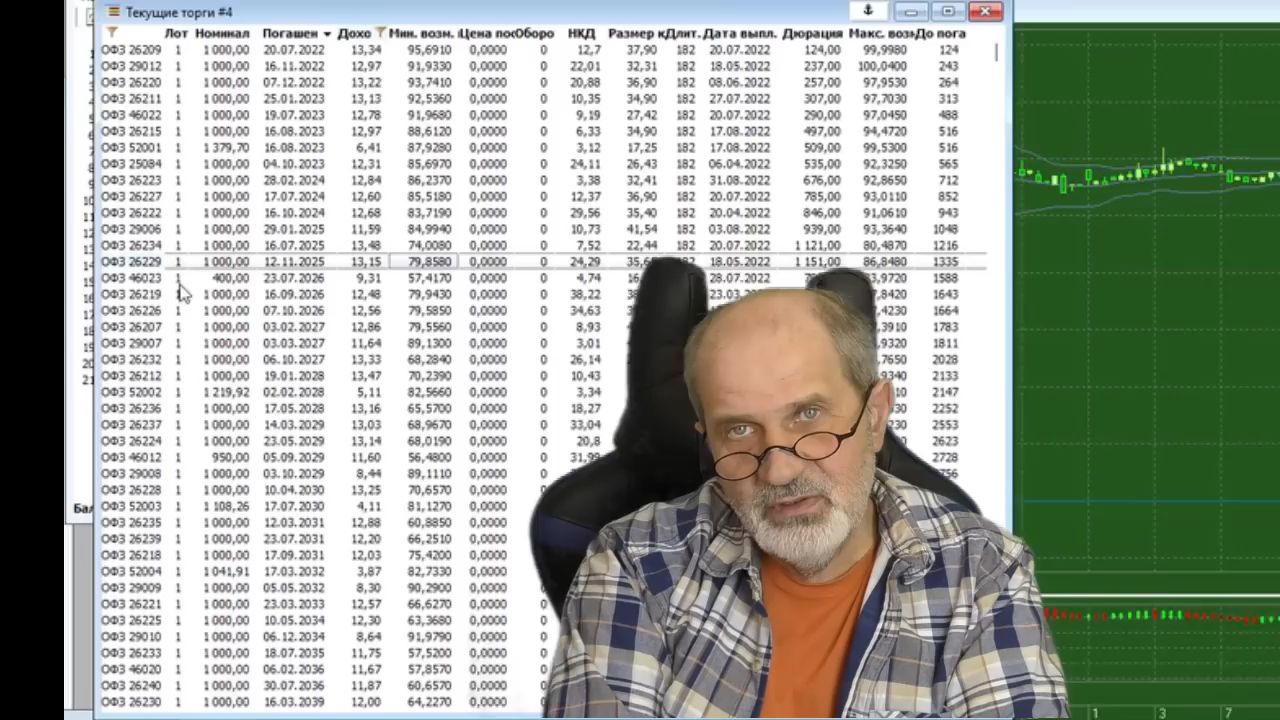 Текущие торги #4
Лот Номинал Погашен Дохо Мин. возм. Цена пос Оборо НКД Размер к Длит. Дата выпл. Дюрация Макс. воз До пога
ОФЗ 26209 1 1 000,00 20.07.2022 13,34 95,6910 0,0000 0 12,7 37,90 182 20.07.2022 124,00 99,9980 124
ОФЗ 29012 1 1 000,00 16.11.2022 12,97 91,9330 0,0000 0 22,01 32,31 182 18.05.2022 237,00 100,0400 243
ОФЗ 26220 1 1 000,00 07.12.2022 13,22 93,7410 0,0000 0 20,88 36,90 182 08.06.2022 257,00 97,9530 264
ОФЗ 26211 1 1 000,00 25.01.2023 13,13 92,5360 0,0000 0 10,35 34,90 182 27.07.2022 307,00 97,7030 313
ОФЗ 46022 1 1 000,00 19.07.2023 12,78 91,9680 0,0000 0 9,19 27,42 182 20.07.2022 290,00 97,0450 488
ОФЗ 26215 1 1 000,00 16.08.2023 12,97 88,6120 0,0000 0 6,33 34,90 182 17.08.2022 497,00 94,4720 516
ОФЗ 52001 1 1 379,70 16.08.2023 6,41 87,9280 0,0000 0 3,12 17,25 182 17.08.2022 509,00 99,5300 516
ОФЗ 25084 1 1 000,00 04.10.2023 12,31 85,6970 0,0000 0 24,11 26,43 182 06.04.2022 535,00 92,3250 565
ОФЗ 26223 1 1 000,00 28.02.2024 12,84 86,2370 0,0000 0 3,38 32,41 182 31.08.2022 676,00 92,8650 712
ОФЗ 26227 1 1 000,00 17.07.2024 12,60 85,5180 0,0000 0 12,37 36,90 182 20.07.2022 785,00 93,0110 852
ОФЗ 26222 1 1 000,00 16.10.2024 12,68 83,7190 0,0000 0 29,56 35,40 182 20.04.2022 846,00 91,0610 943
ОФЗ 29006 1 1 000,00 29.01.2025 11,59 84,9940 0,0000 0 10,73 41,54 182 03.08.2022 839,00 93,3640 1048
ОФЗ 26234 1 1 000,00 16.07.2025 13,48 74,0080 0,0000 0 7,52 22,44 182 20.07.2022 1 121,00 80,4870 1216
ОФЗ 26229 1 1 000,00 12.11.2025 13,15 79,8580 0,0000 0 24,29 182 18.05.2022 1 151,00 86,8480 1335
ОФЗ 46023 400,00 23.07.2026 9,31 57,4170 0,0000 0 4,74 16 182 28.07.2022 1588
ОФЗ 26219 1 000,00 16.09.2026 12,48 79,9430 0,0000 0 38,22 182 1643
ОФЗ 26226 1 1 000,00 07.10.2026 12,56 79,5850 0,0000 0 34,63 1664
ОФЗ 26207 1 1 000,00 03.02.2027 12,86 79,5560 0,0000 0 8,93 1783
ОФЗ 29007 1 1 000,00 03.03.2027 11,64 89,1300 0,0000 0 3,01 1811
ОФЗ 26232 1 1 000,00 06.10.2027 13,33 68,2840 0,0000 0 26,14 2028
ОФЗ 26212 1 1 000,00 19.01.2028 13,47 70,2390 0,0000 0 10,43 2133
ОФЗ 52002 1 1 219,92 02.02.2028 5,11 82,5660 0,0000 0 3,34 2147
ОФЗ 26236 1 1 000,00 17.05.2028 13,16 65,5700 0,0000 0 18,27 2252
ОФЗ 26237 1 1 000,00 14.03.2029 13,03 68,9670 0,0000 0 33,04 2553
ОФЗ 26224 1 1 000,00 23.05.2029 13,14 68,0190 0,0000 0 20,8 2623
ОФЗ 46012 1 950,00 05.09.2029 11,60 56,4800 0,0000 0 31,99 2728
ОФЗ 29008 1 1 000,00 03.10.2029 8,44 89,1110 0,0000 0 756
ОФЗ 26228 1 1 000,00 10.04.2030 13,25 70,6570 0,0000 0
ОФЗ 52003 1 1 108,26 17.07.2030 4,11 81,1270 0,0000 0
ОФЗ 26235 1 1 000,00 12.03.2031 12,88 60,8850 0,0000 0
ОФЗ 26239 1 1 000,00 23.07.2031 12,20 66,2510 0,0000 0
ОФЗ 26218 1 1 000,00 17.09.2031 12,03 75,4200 0,0000 0
ОФЗ 52004 1 1 041,91 17.03.2032 3,87 82,7330 0,0000 0
ОФЗ 29009 1 1 000,00 05.05.2032 8,30 90,2900 0,0000 0
ОФЗ 26221 1 1 000,00 23.03.2033 12,57 66,6270 0,0000 0
ОФЗ 26225 1 1 000,00 10.05.2034 12,30 63,3680 0,0000 0
ОФЗ 29010 1 1 000,00 06.12.2034 8,64 91,9790 0,0000 0
ОФЗ 26233 1 1 000,00 18.07.2035 11,75 57,5200 0,0000 0
ОФЗ 46020 1 1 000,00 06.02.2036 11,67 57,8570 0,0000 0
ОФЗ 26240 1 1 000,00 30.07.2036 11,87 60,6570 0,0000 0
ОФЗ 26230 1 1 000,00 16.03.2039 12,00 64,2270 0,0000 0
Бал
1 3 7